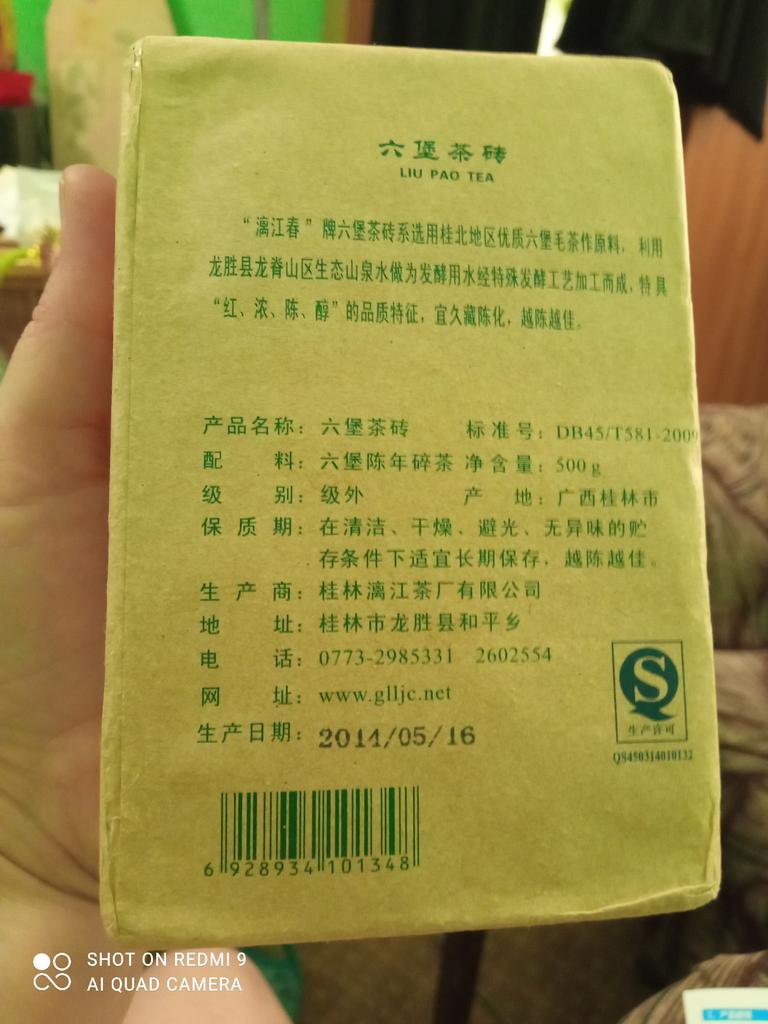 六堡茶砖
LIU PAO TEA
“漓江春”牌六堡茶砖系选用桂北地区优质六堡毛茶作原料，利用
龙胜县龙脊山区生态山泉水做为发酵用水经特殊发酵工艺加工而成，特具
“红、浓、陈、醇”的品质特征，宜久藏陈化，越陈越佳。
产品名称：六堡茶砖 标准号：DB45/T581-2009
配 料：六堡陈年碎茶 净含量：500g
级 别：级外 产 地：广西桂林市
保质期：在清洁、干燥、避光、无异味的贮
存条件下适宜长期保存，越陈越佳。
生产商：桂林漓江茶厂有限公司
地 址：桂林市龙胜县和平乡
电 话：0773-2985331 2602554
网 址：www.glljc.net
生产日期：2014/05/16
S
生产许可
QS450314010132
6 928934 101348
SHOT ON REDMI 9
AI QUAD CAMERA